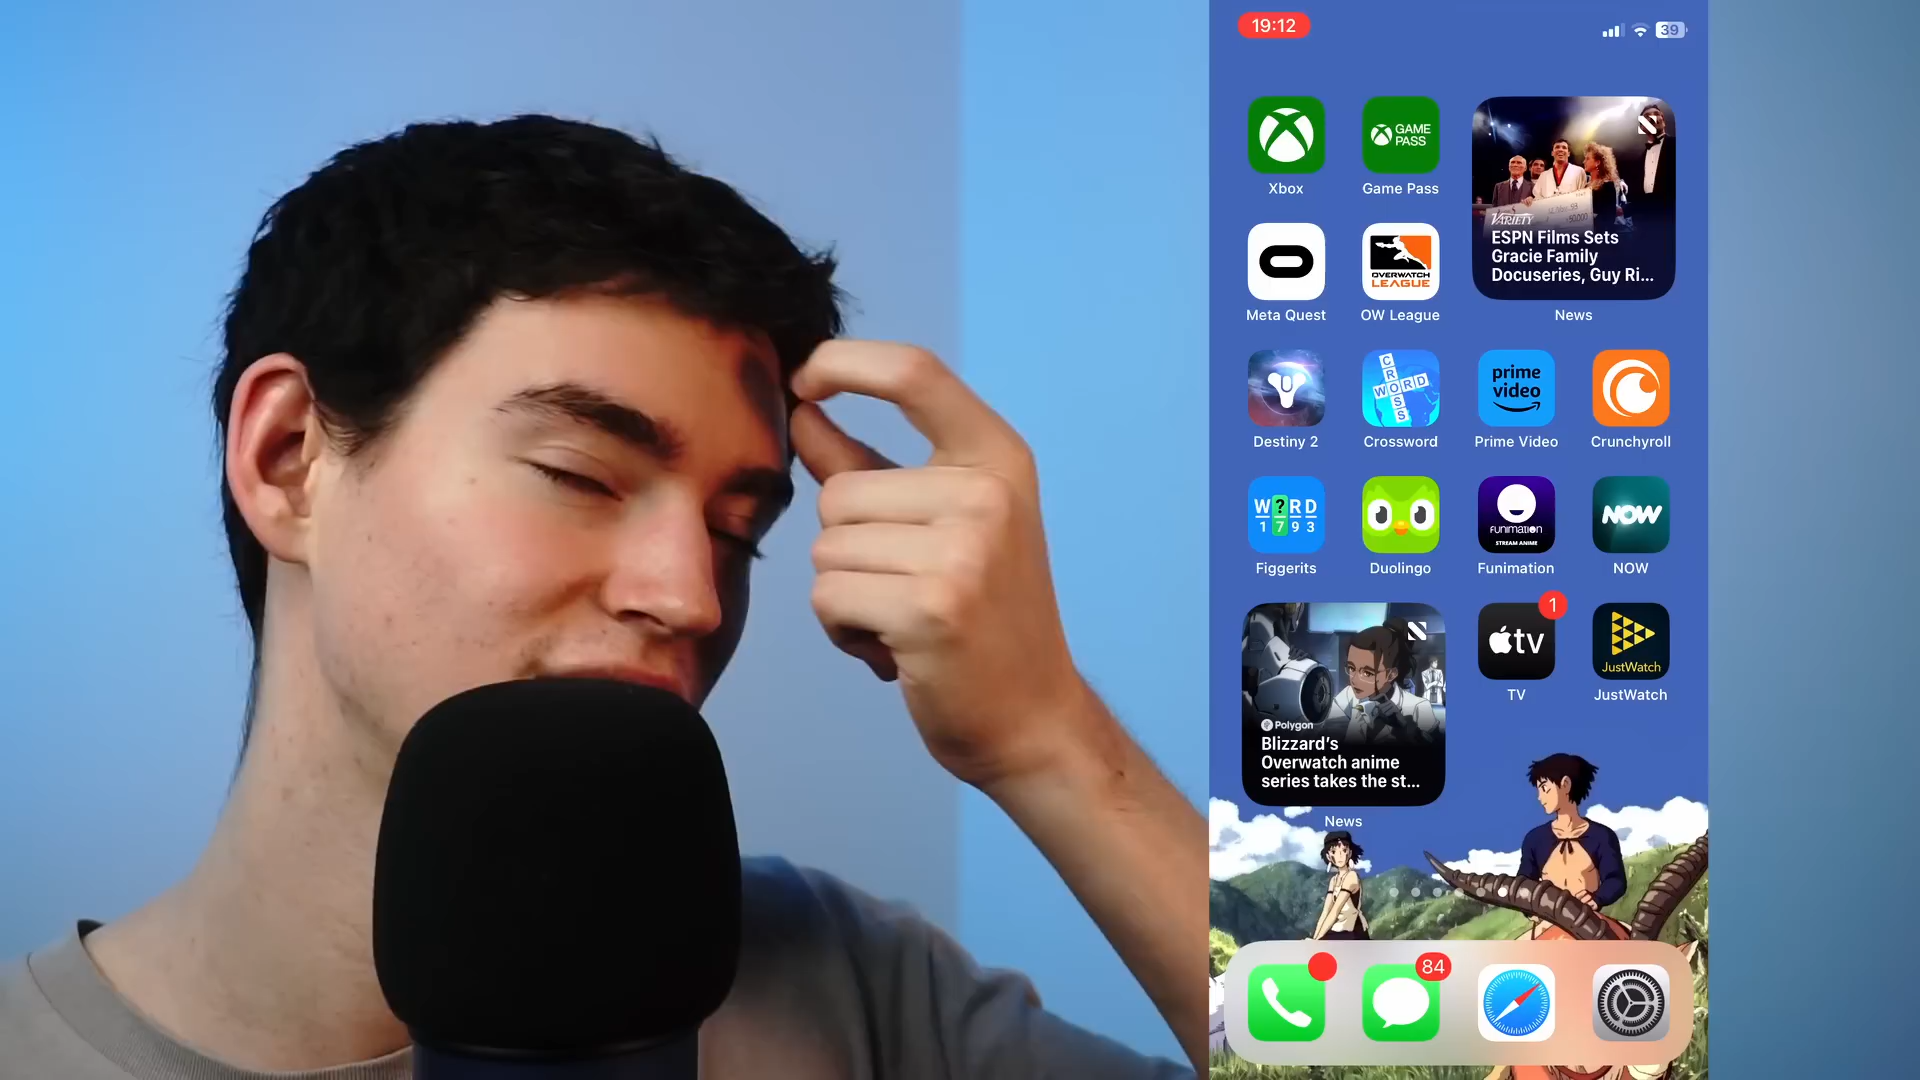 19:12
39
GAME
PASS
Xbox
Game Pass
VARIETY
ESPN Films Sets
Gracie Family
Docuseries, Guy Ri...
OVERWATCH
LEAGUE
Meta Quest
OW League
News
CROSS
WORD
prime
video
Destiny 2
Crossword
Prime Video
Crunchyroll
W?RD
1 7 9 3
FUNIMATION
STREAM ANIME
NOW
Figgerits
Duolingo
Funimation
NOW
1
tv
JustWatch
TV
JustWatch
Polygon
Blizzard's
Overwatch anime
series takes the st...
News
84